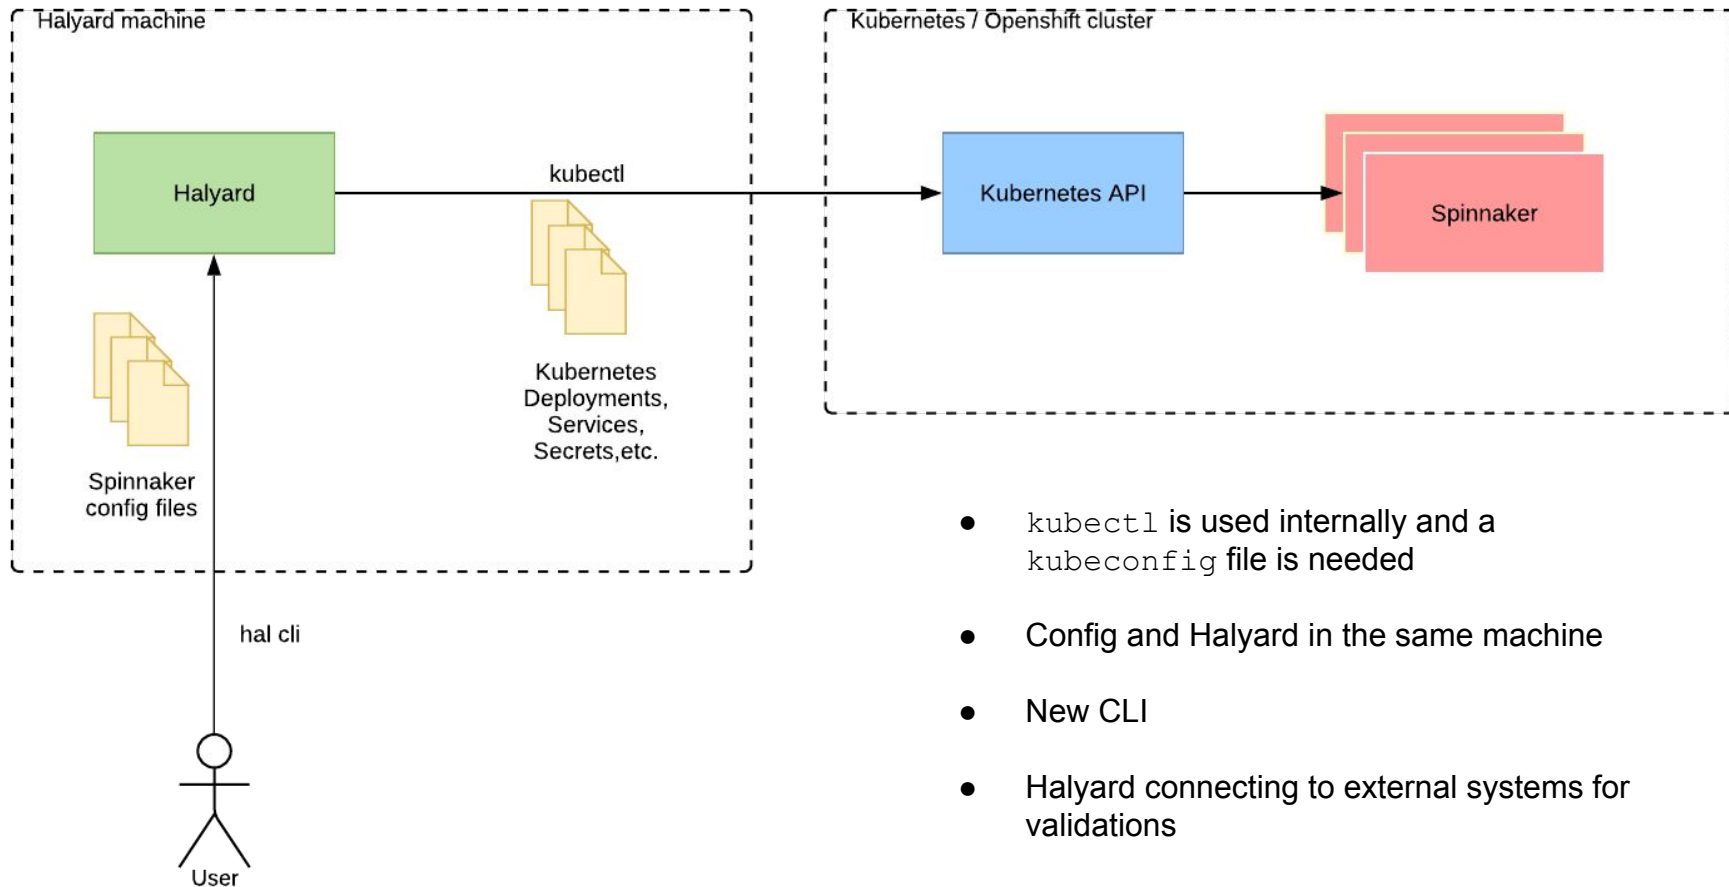 Halyard machine
Kubernetes / Openshift cluster
Halyard
kubectl
Kubernetes API
Spinnaker
Kubernetes
Deployments,
Services,
Secrets,etc.
Spinnaker
config files
hal cli
User
● kubectl is used internally and a
kubeconfig file is needed
● Config and Halyard in the same machine
● New CLI
● Halyard connecting to external systems for
validations